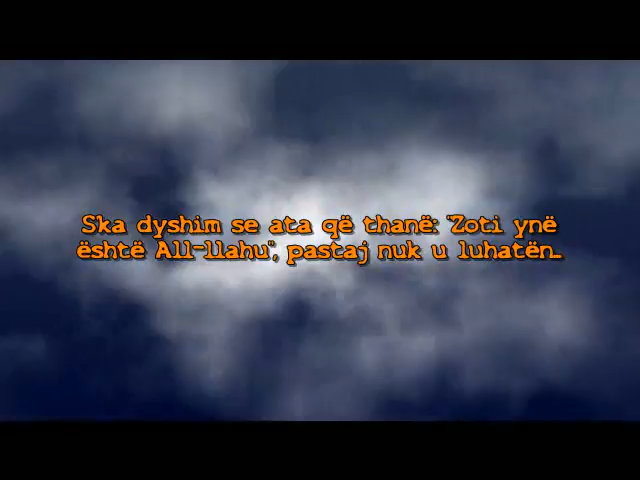 Ska dyshim se ata që thanë: "Zoti ynë
është All-llahu", pastaj nuk u luhatën...